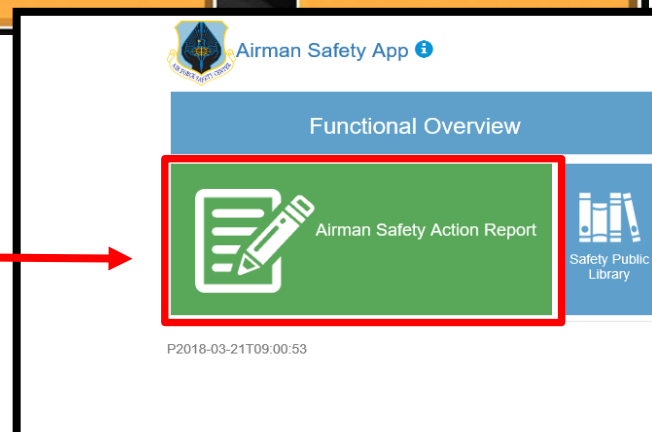 Airman Safety App
Functional Overview
Airman Safety Action Report
Safety Public
Library
P2018-03-21T09:00:53